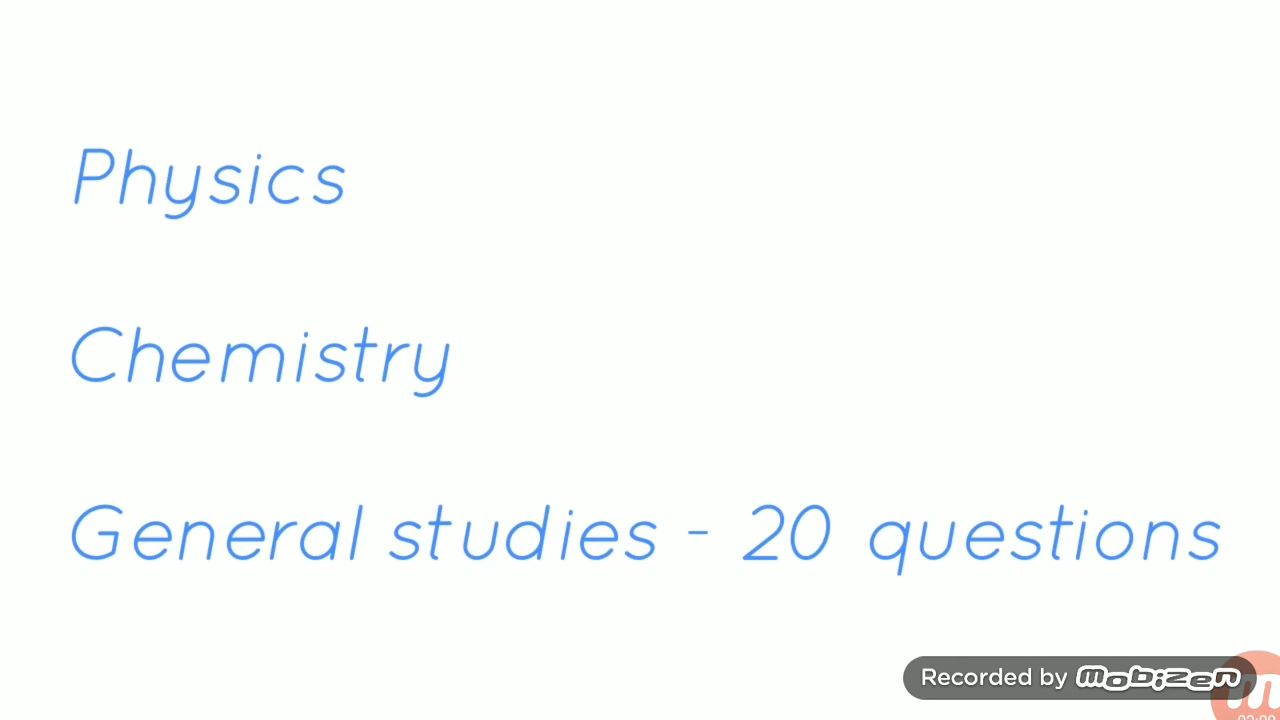 Physics
Chemistry
General studies - 20 questions
Recorded by mobizen